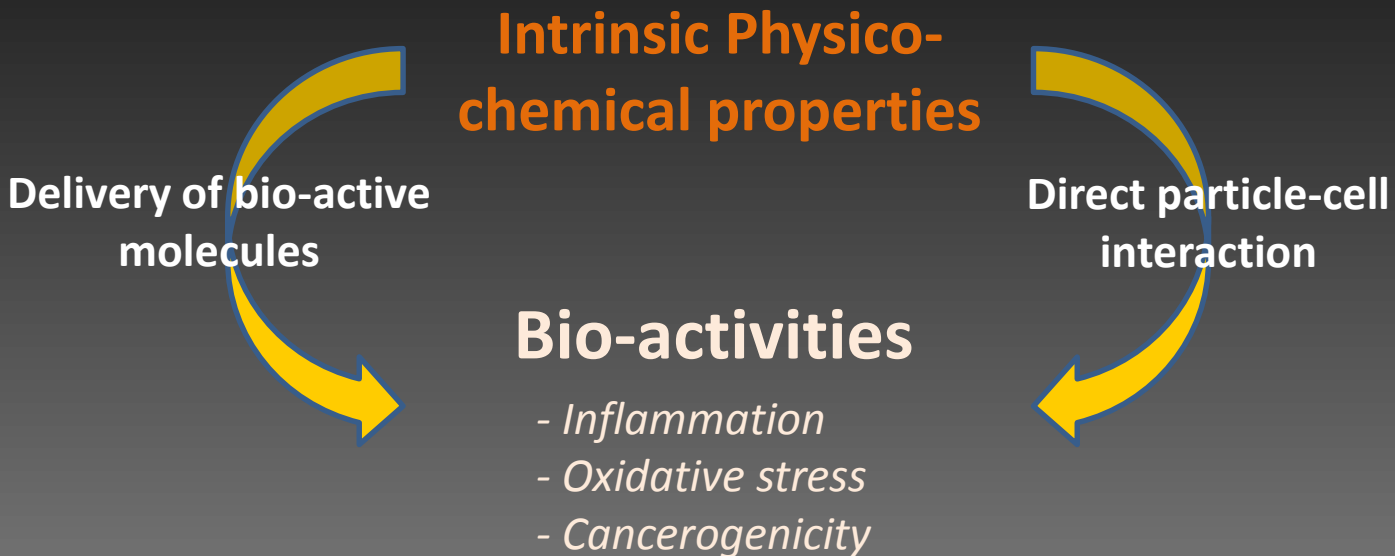 Intrinsic Physico-
chemical properties
Delivery of bio-active
molecules
Direct particle-cell
interaction
Bio-activities
- Inflammation
- Oxidative stress
- Cancerogenicity